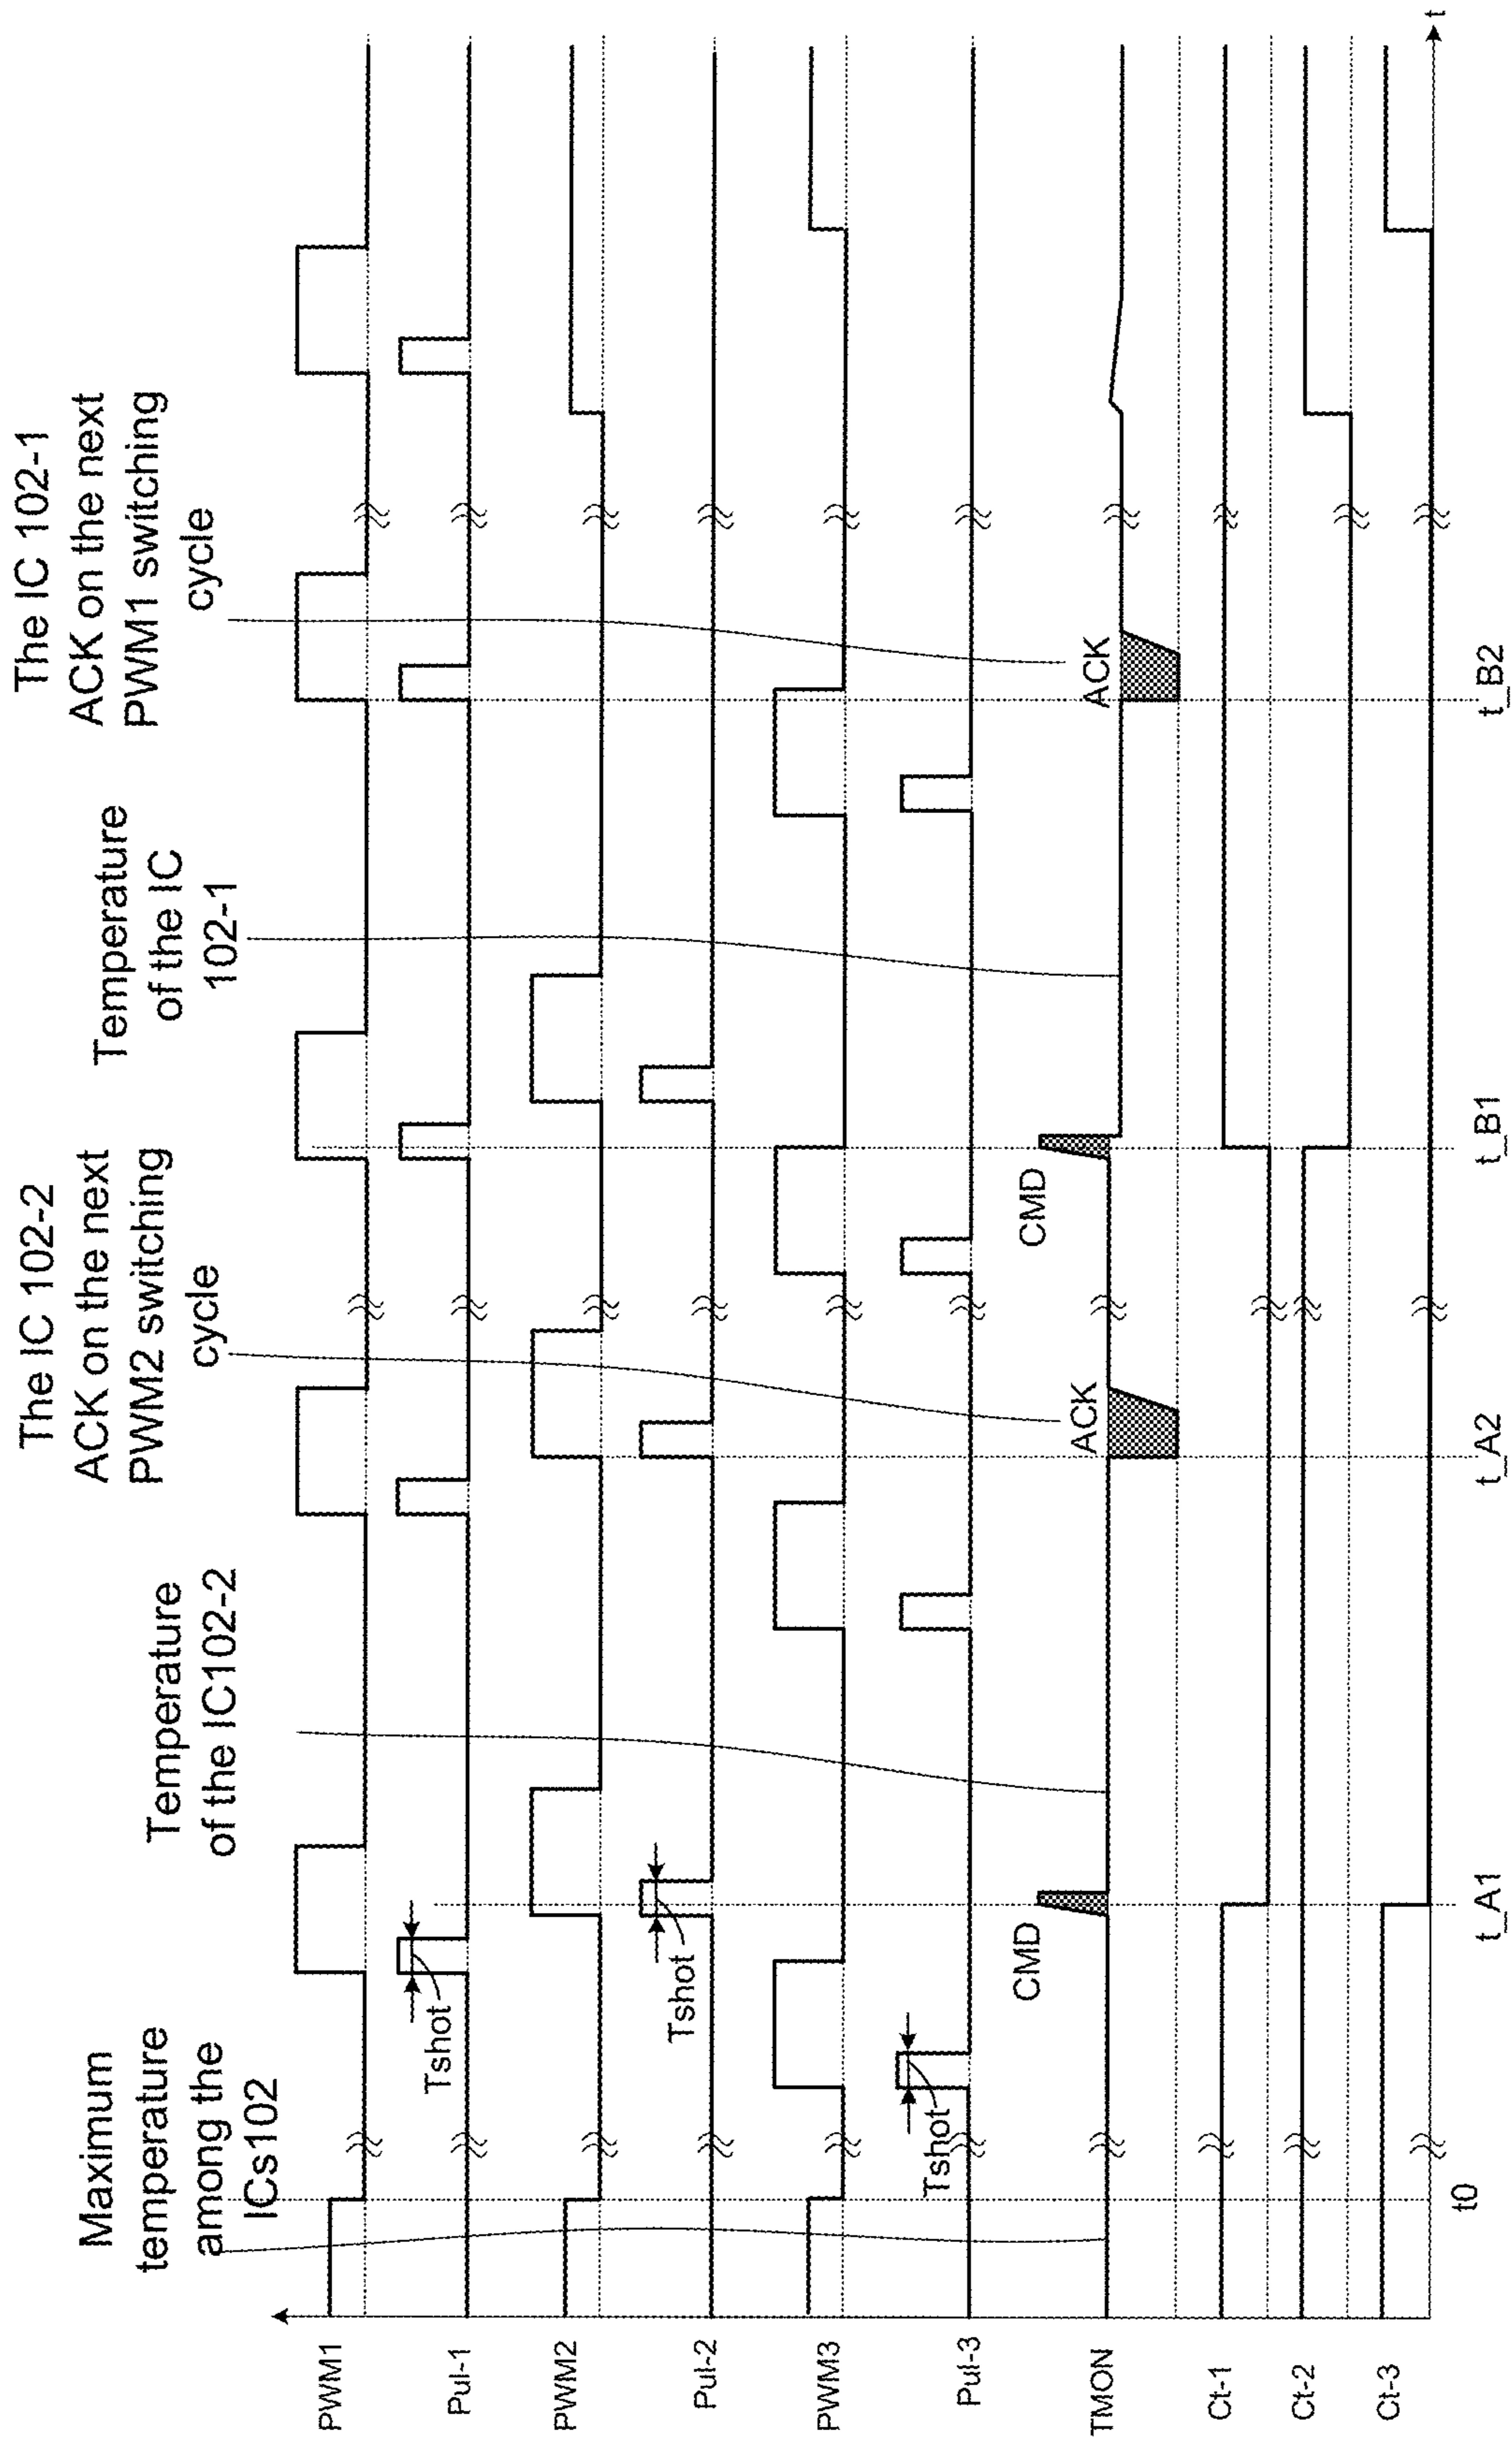 Maximum
temperature
among the
ICs102
Temperature
of the IC102-2
The IC 102-2
ACK on the next
PWM2 switching
cycle
Temperature
of the IC
102-1
The IC 102-1
ACK on the next
PWM1 switching
cycle
PWM1
Pul-1
Tshot
PWM2
Pul-2
Tshot
PWM3
Pul-3
Tshot
TMON
CMD
ACK
CMD
ACK
Ct-1
Ct-2
Ct-3
t0
t_A1
t_A2
t_B1
t_B2
t